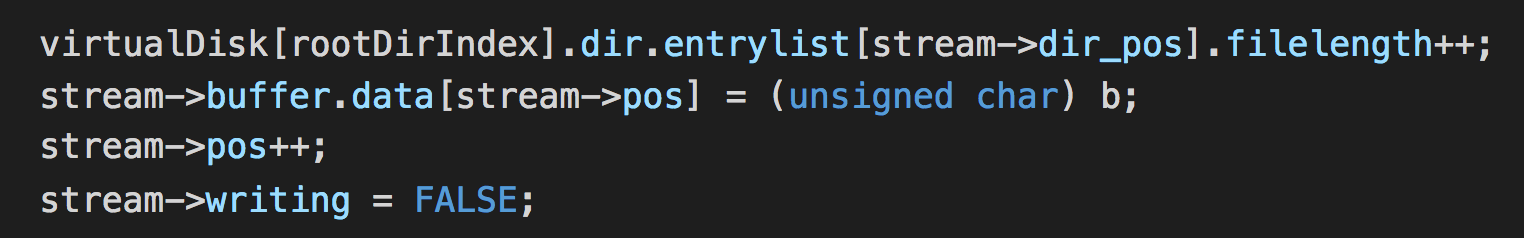 virtualDisk[rootDirIndex].dir.entrylist[stream->dir_pos].filelength++;
stream->buffer.data[stream->pos] = (unsigned char) b;
stream->pos++;
stream->writing = FALSE;